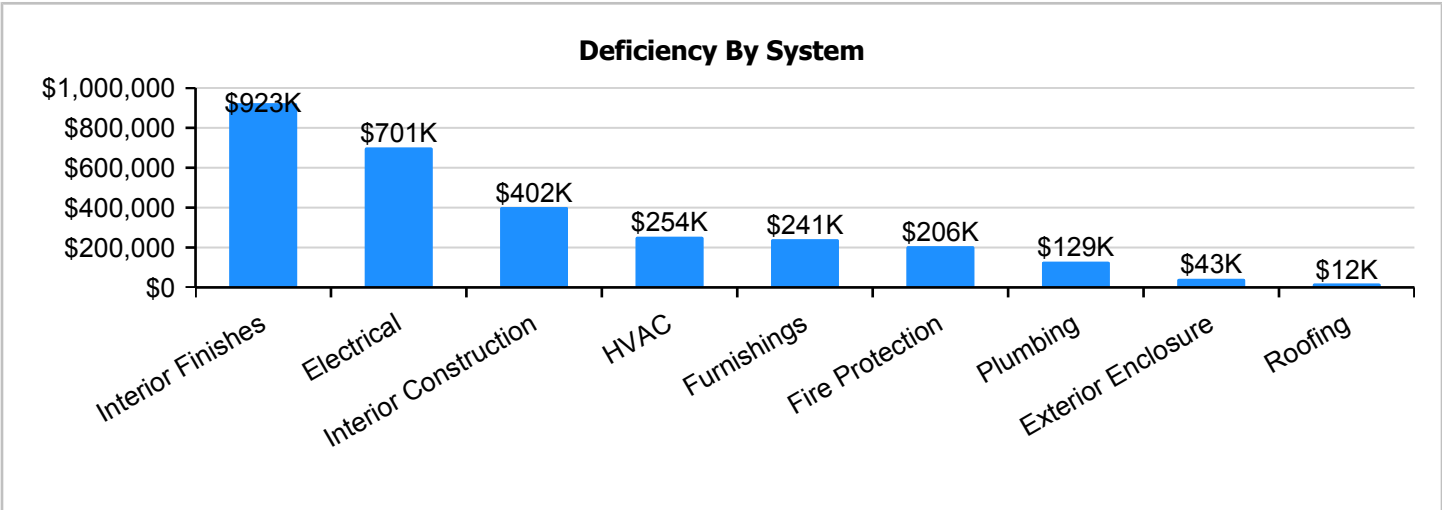 Deficiency By System
$1,000,000
$800,000
$600,000
$400,000
$200,000
$0
$923K
$701K
$402K
$254K
$241K
$206K
$129K
$43K
$12K
Interior Finishes
Electrical
Interior Construction
HVAC
Furnishings
Fire Protection
Plumbing
Exterior Enclosure
Roofing